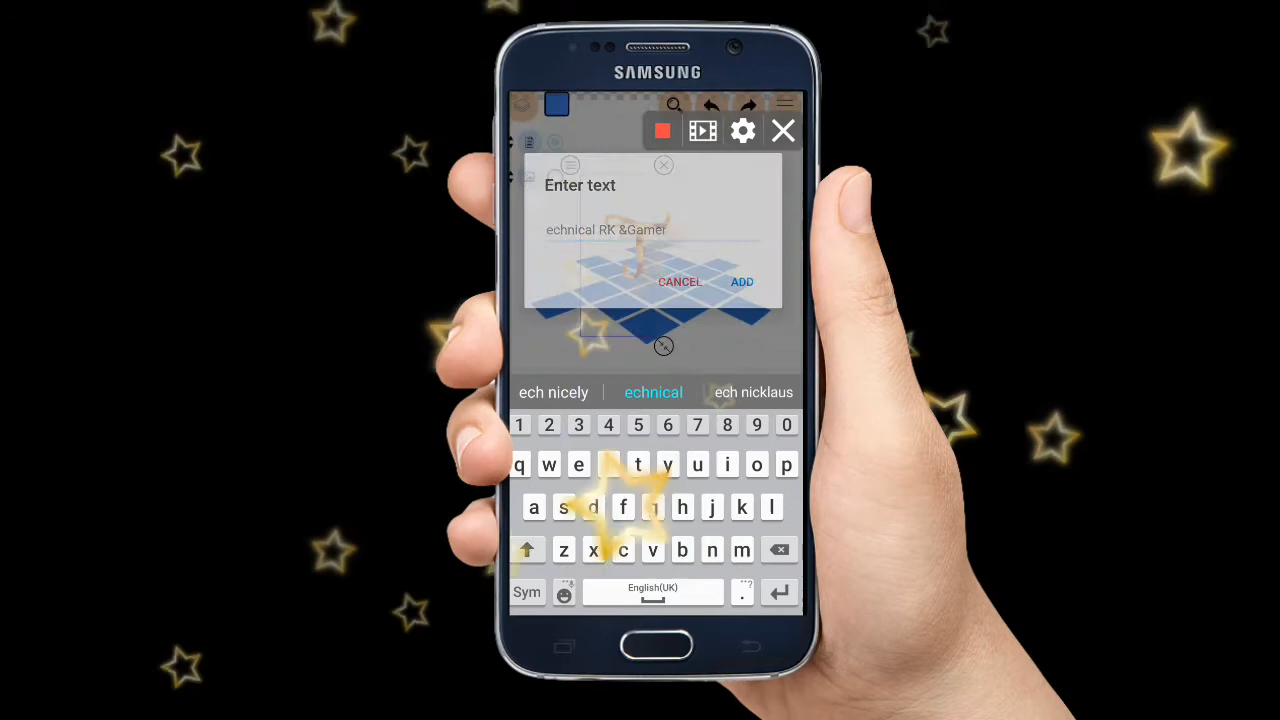 SAMSUNG
Enter text
echnical RK &Gamer
CANCEL ADD
ech nicely echnical ech nicklaus
1 2 3 4 5 6 7 8 9 0
q w e t y u i o p
a s d f h j k l
z x c v b n m
Sym English(UK) .